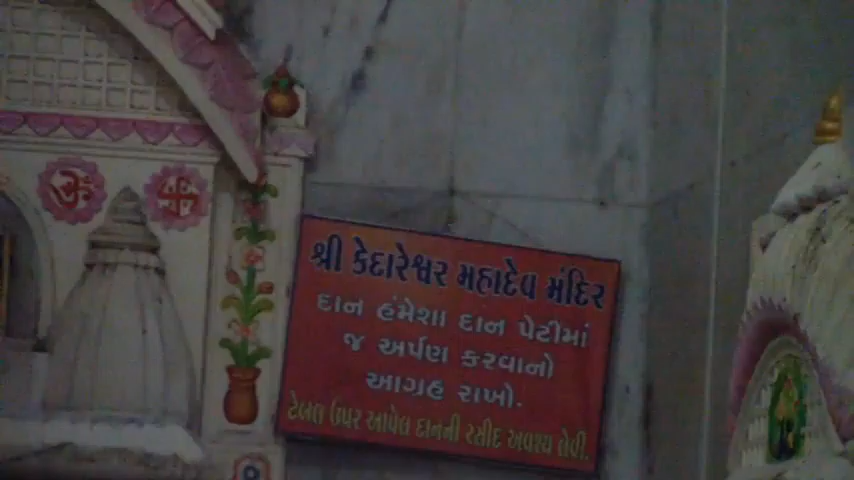 ૐ
શ્રી કેદારેશ્વર મહાદેવ મંદિર
દાન હંમેશા દાન પેટીમાં
જ અર્પણ કરવાનો
આગ્રહ રાખો.
ટેબલ ઉપર આપેલ દાનની રસીદ અવશ્ય લેવી.